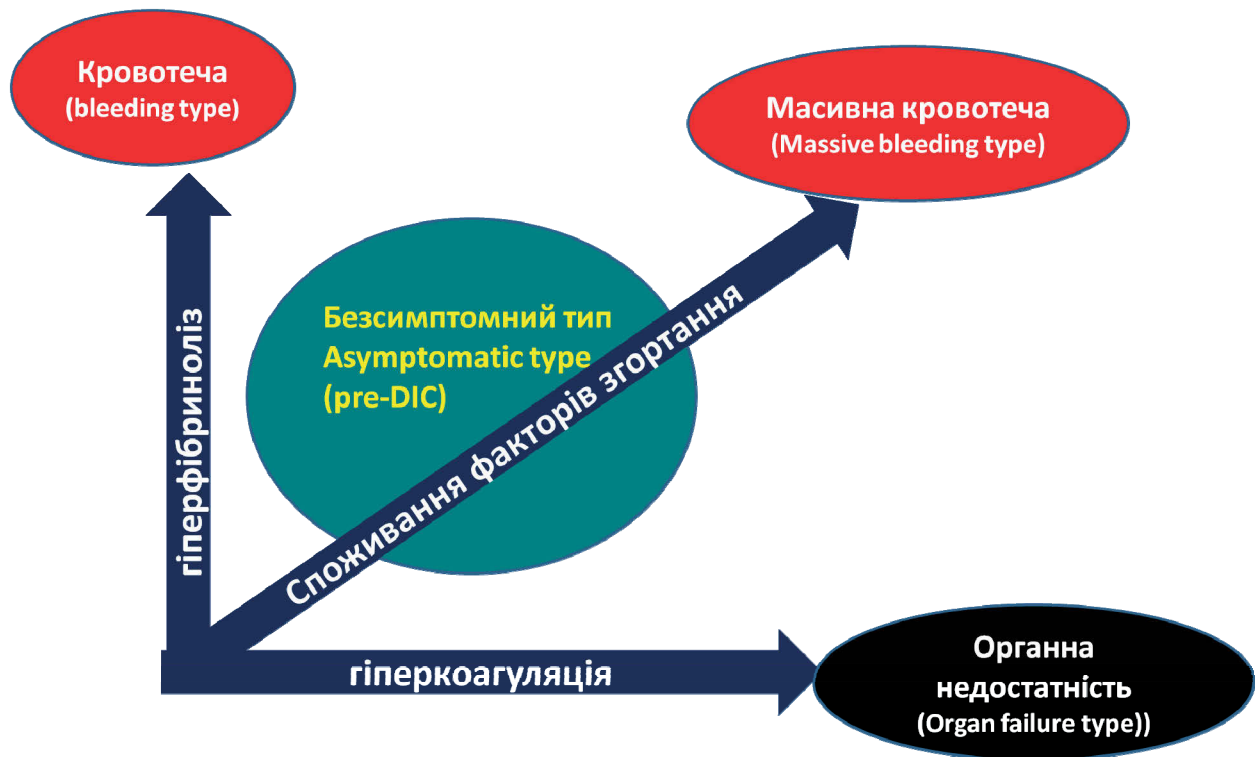 Кровотеча
(bleeding type)
Масивна кровотеча
(Massive bleeding type)
Безсимптомний тип
Asymptomatic type
(pre-DIC)
гіперфібриноліз
Споживання факторів згортання
гіперкоагуляція
Органна
недостатність
(Organ failure type))